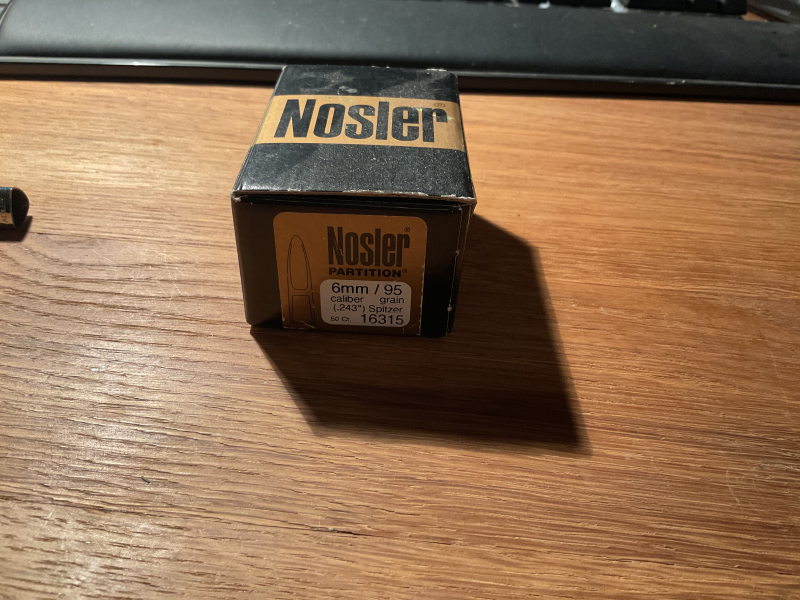 Nosler®
Nosler®
PARTITION®
6mm / 95
caliber grain
(.243") Spitzer
50 Ct. 16315